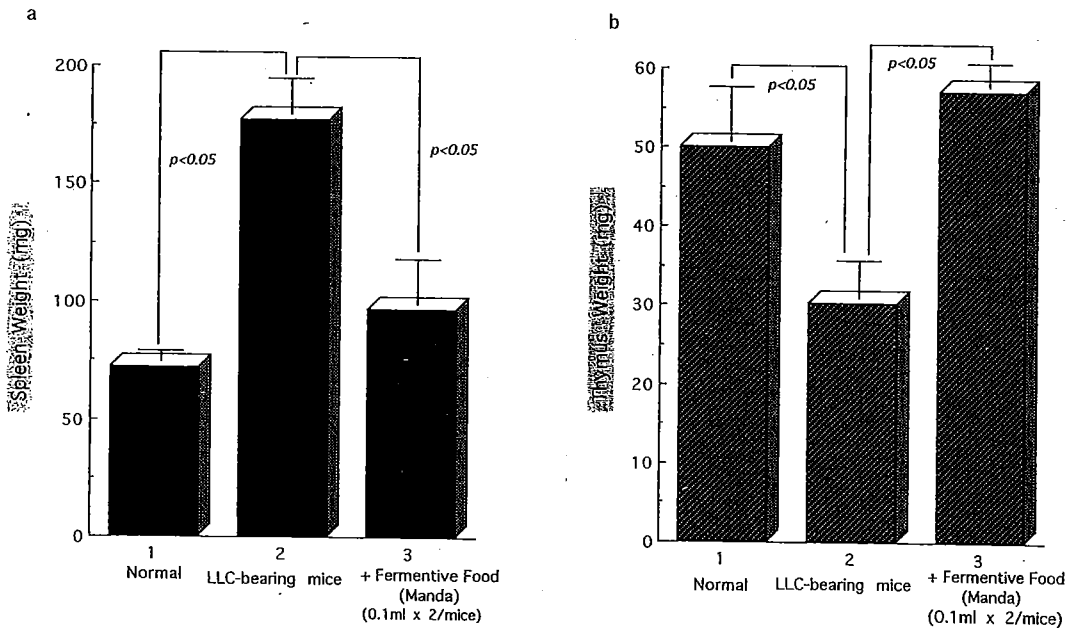 a
200
150
100
50
0
Spleen Weight (mg)
p<0.05
p<0.05
1
Normal
2
LLC-bearing mice
3
+ Fermentive Food
(Manda)
(0.1ml x 2/mice)
b
60
50
40
30
20
10
0
Thymus Weight (mg)
p<0.05
p<0.05
1
Normal
2
LLC-bearing mice
3
+ Fermentive Food
(Manda)
(0.1ml x 2/mice)